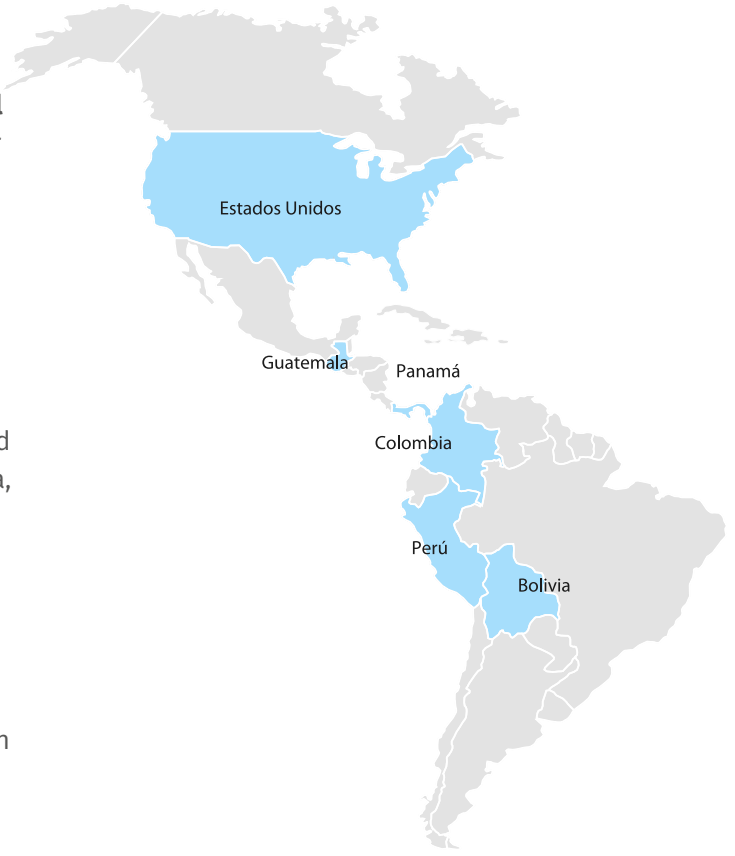 Estados Unidos
Guatemala
Panamá
Colombia
d
a,
Perú
Bolivia
n